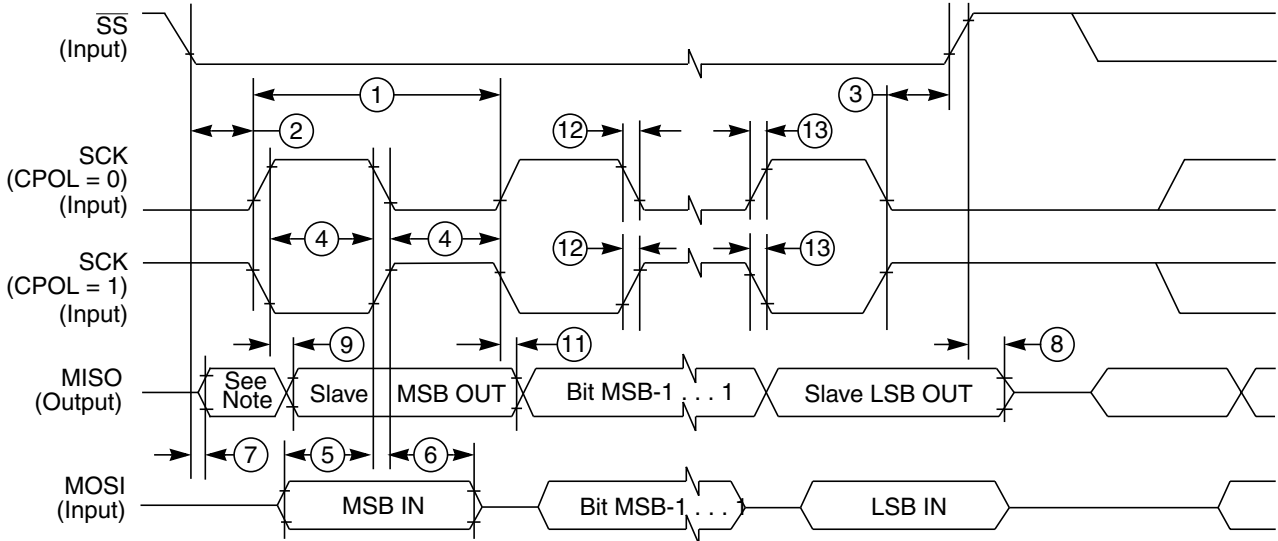 SS
(Input)
1
3
2
12
13
SCK
(CPOL = 0)
(Input)
4
4
12
13
SCK
(CPOL = 1)
(Input)
9
11
8
MISO
(Output)
See
Note
Slave
MSB OUT
Bit MSB-1 . . . 1
Slave LSB OUT
7
5
6
MOSI
(Input)
MSB IN
Bit MSB-1 . . . 1
LSB IN